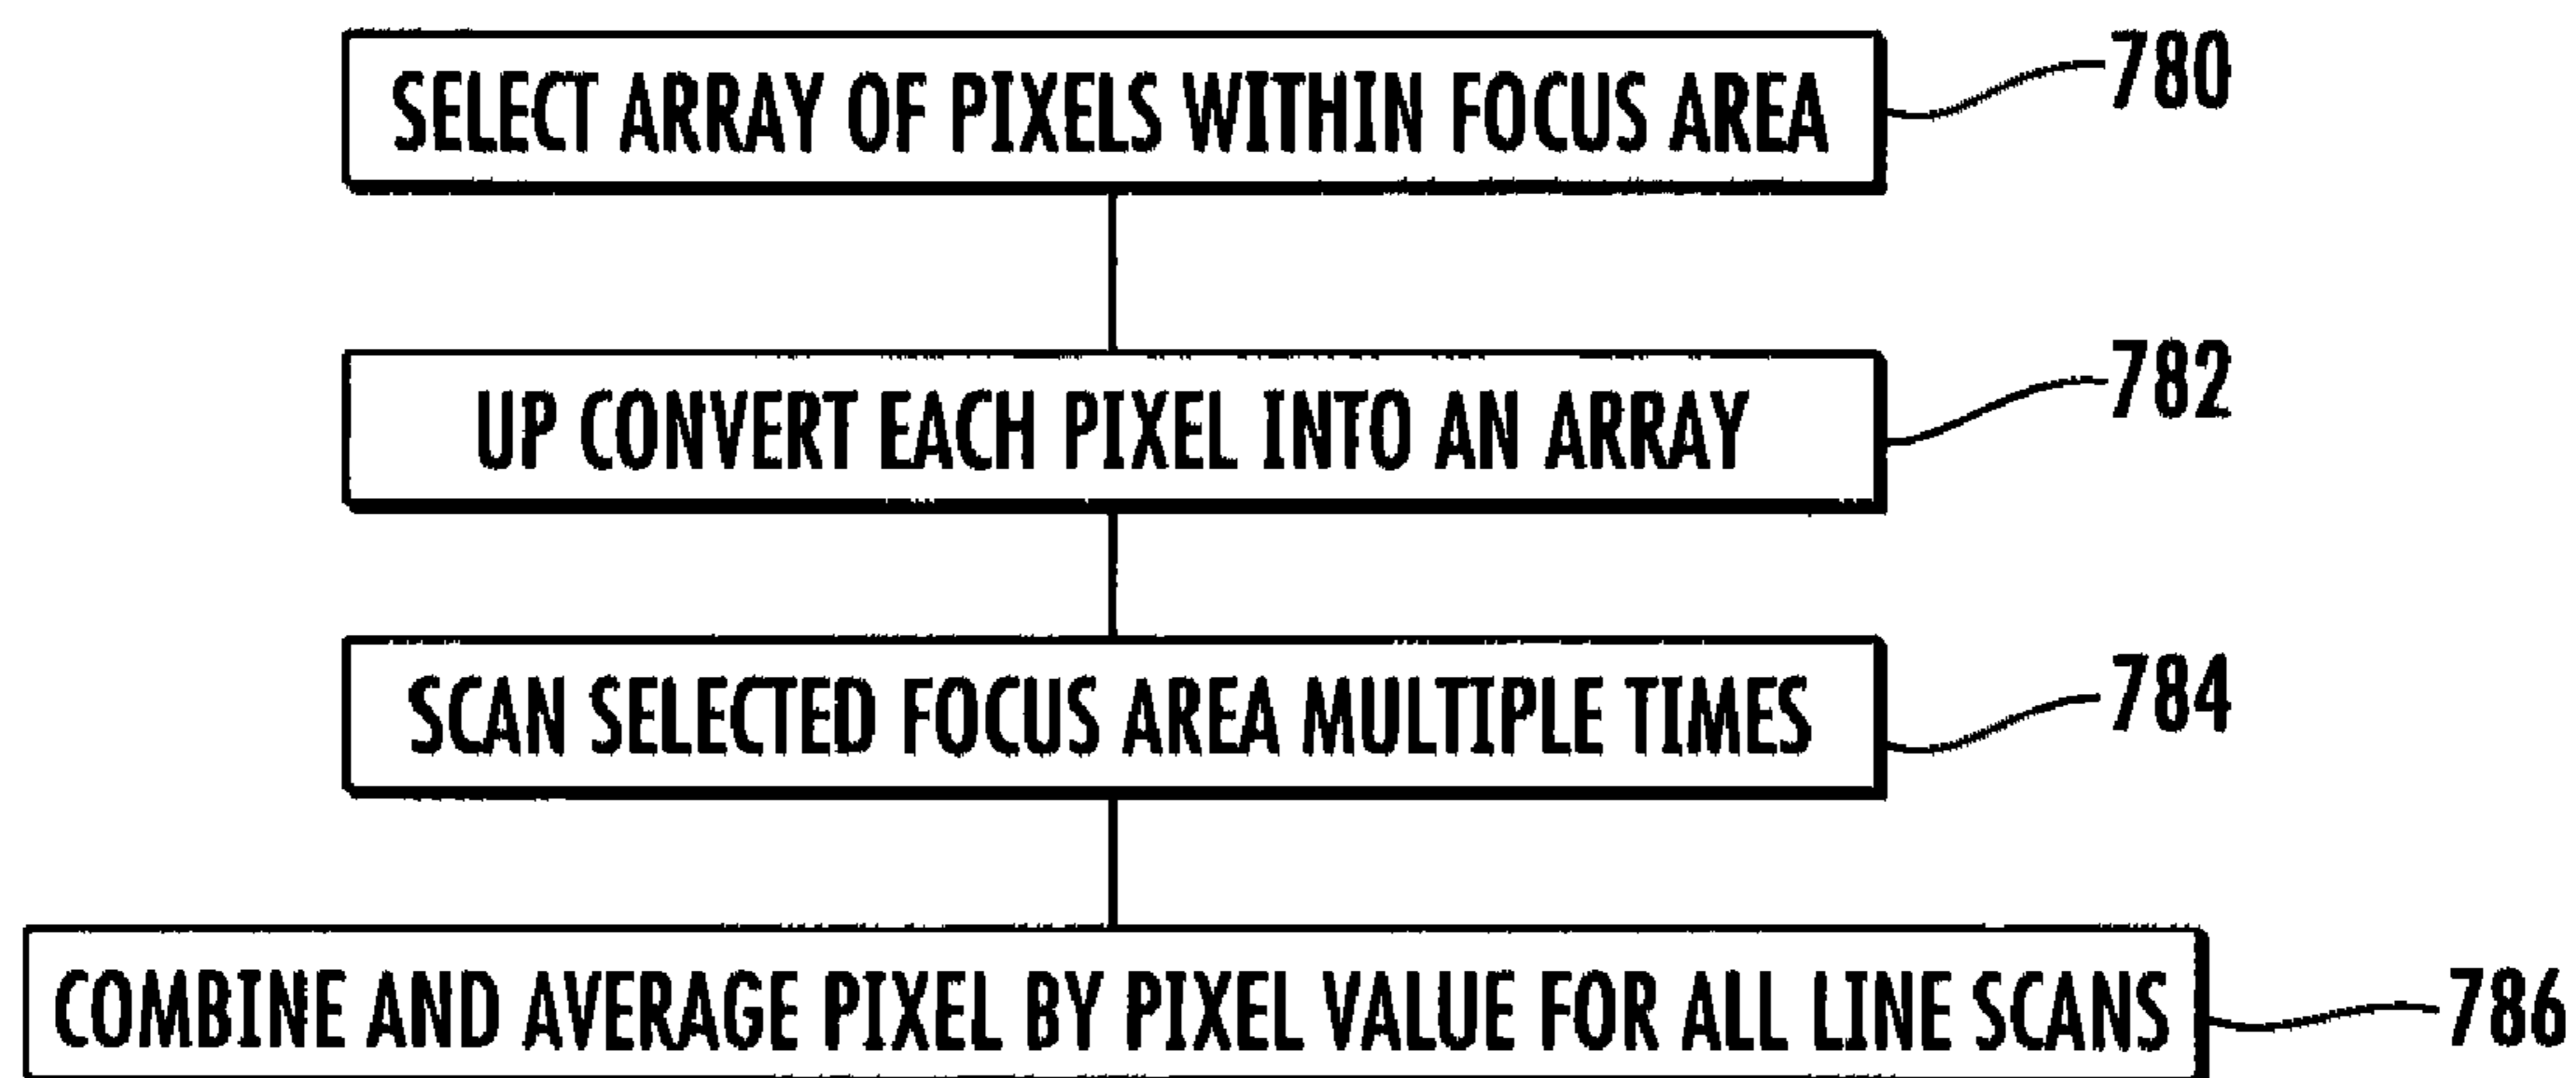 SELECT ARRAY OF PIXELS WITHIN FOCUS AREA
780
UP CONVERT EACH PIXEL INTO AN ARRAY
782
SCAN SELECTED FOCUS AREA MULTIPLE TIMES
784
COMBINE AND AVERAGE PIXEL BY PIXEL VALUE FOR ALL LINE SCANS
786